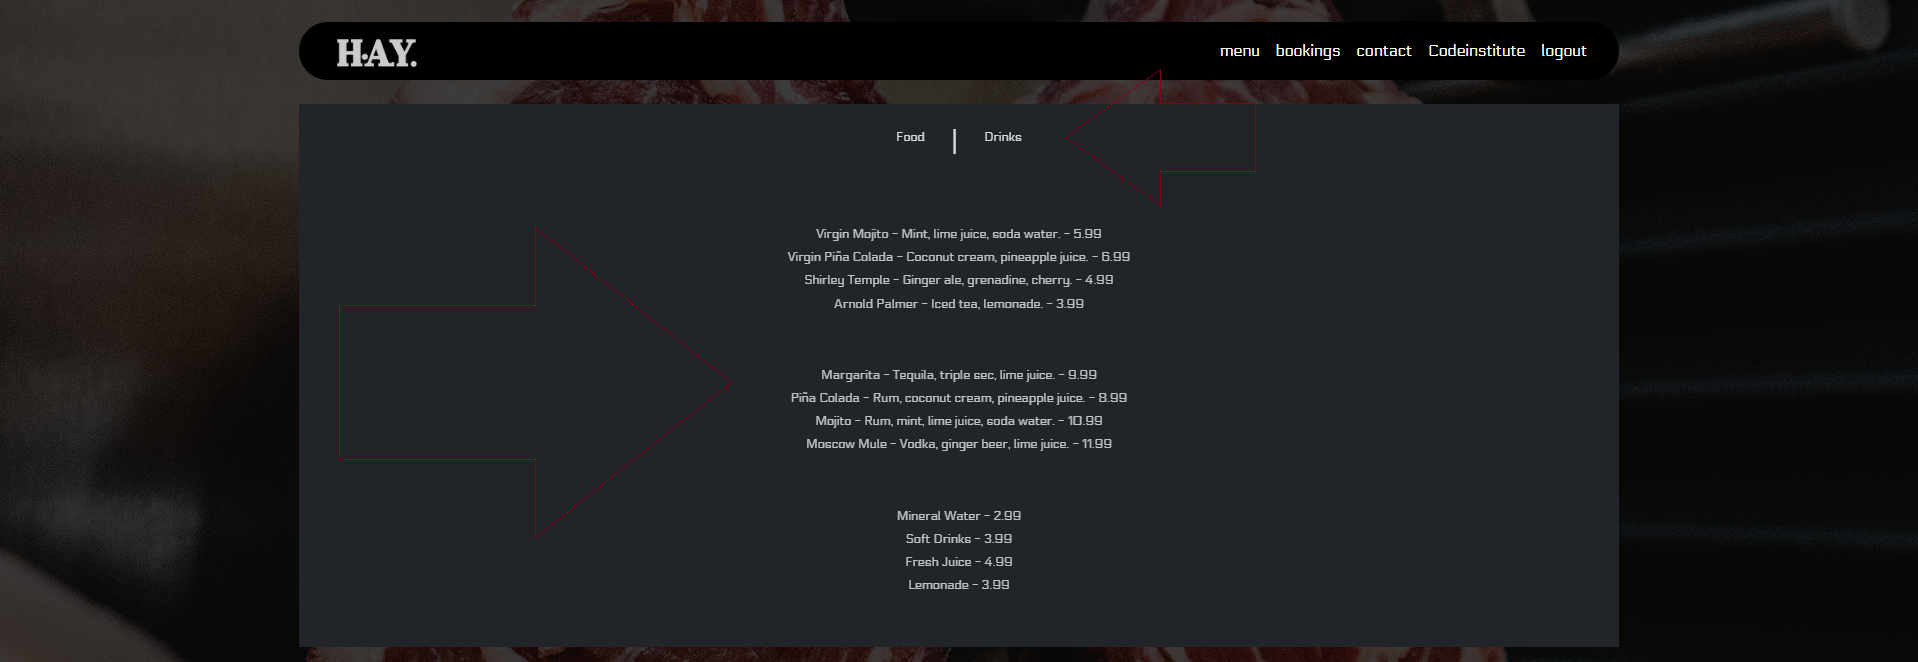 H.A.Y.
menu bookings contact Codeinstitute logout
Food | Drinks
Virgin Mojito - Mint, lime juice, soda water. - 5.99
Virgin Piña Colada - Coconut cream, pineapple juice. - 6.99
Shirley Temple - Ginger ale, grenadine, cherry. - 4.99
Arnold Palmer - Iced tea, lemonade. - 3.99
Margarita - Tequila, triple sec, lime juice. - 9.99
Piña Colada - Rum, coconut cream, pineapple juice. - 8.99
Mojito - Rum, mint, lime juice, soda water. - 10.99
Moscow Mule - Vodka, ginger beer, lime juice. - 11.99
Mineral Water - 2.99
Soft Drinks - 3.99
Fresh Juice - 4.99
Lemonade - 3.99